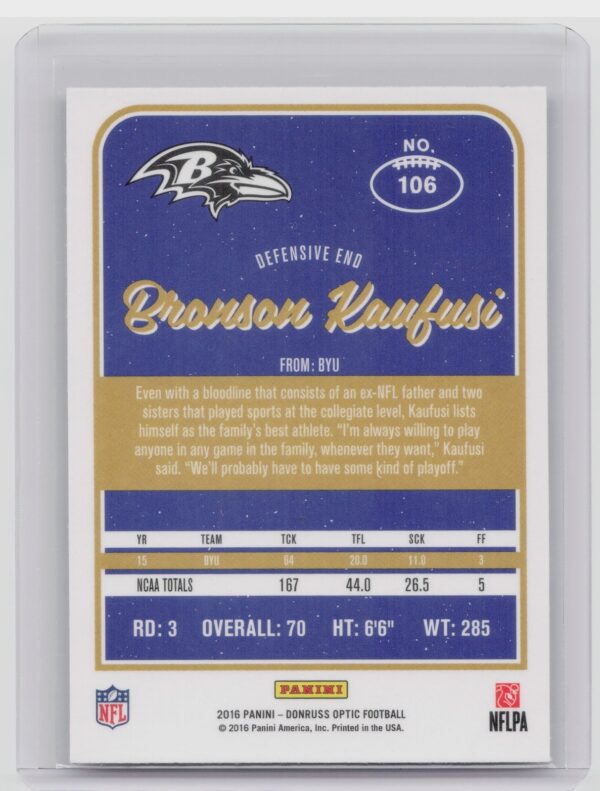 B
NO.
106
DEFENSIVE END
Bronson Kaufusi
FROM: BYU
Even with a bloodline that consists of an ex-NFL father and two
sisters that played sports at the collegiate level, Kaufusi lists
himself as the family's best athlete. "I'm always willing to play
anyone in any game in the family, whenever they want," Kaufusi
said. "We'll probably have to have some kind of playoff."
YR TEAM TCK TFL SCK FF
15 BYU 64 20.0 11.0 3
NCAA TOTALS 167 44.0 26.5 5
RD: 3 OVERALL: 70 HT: 6'6" WT: 285
NFL
PANINI
NFLPA
2016 PANINI – DONRUSS OPTIC FOOTBALL
© 2016 Panini America, Inc. Printed in the USA.